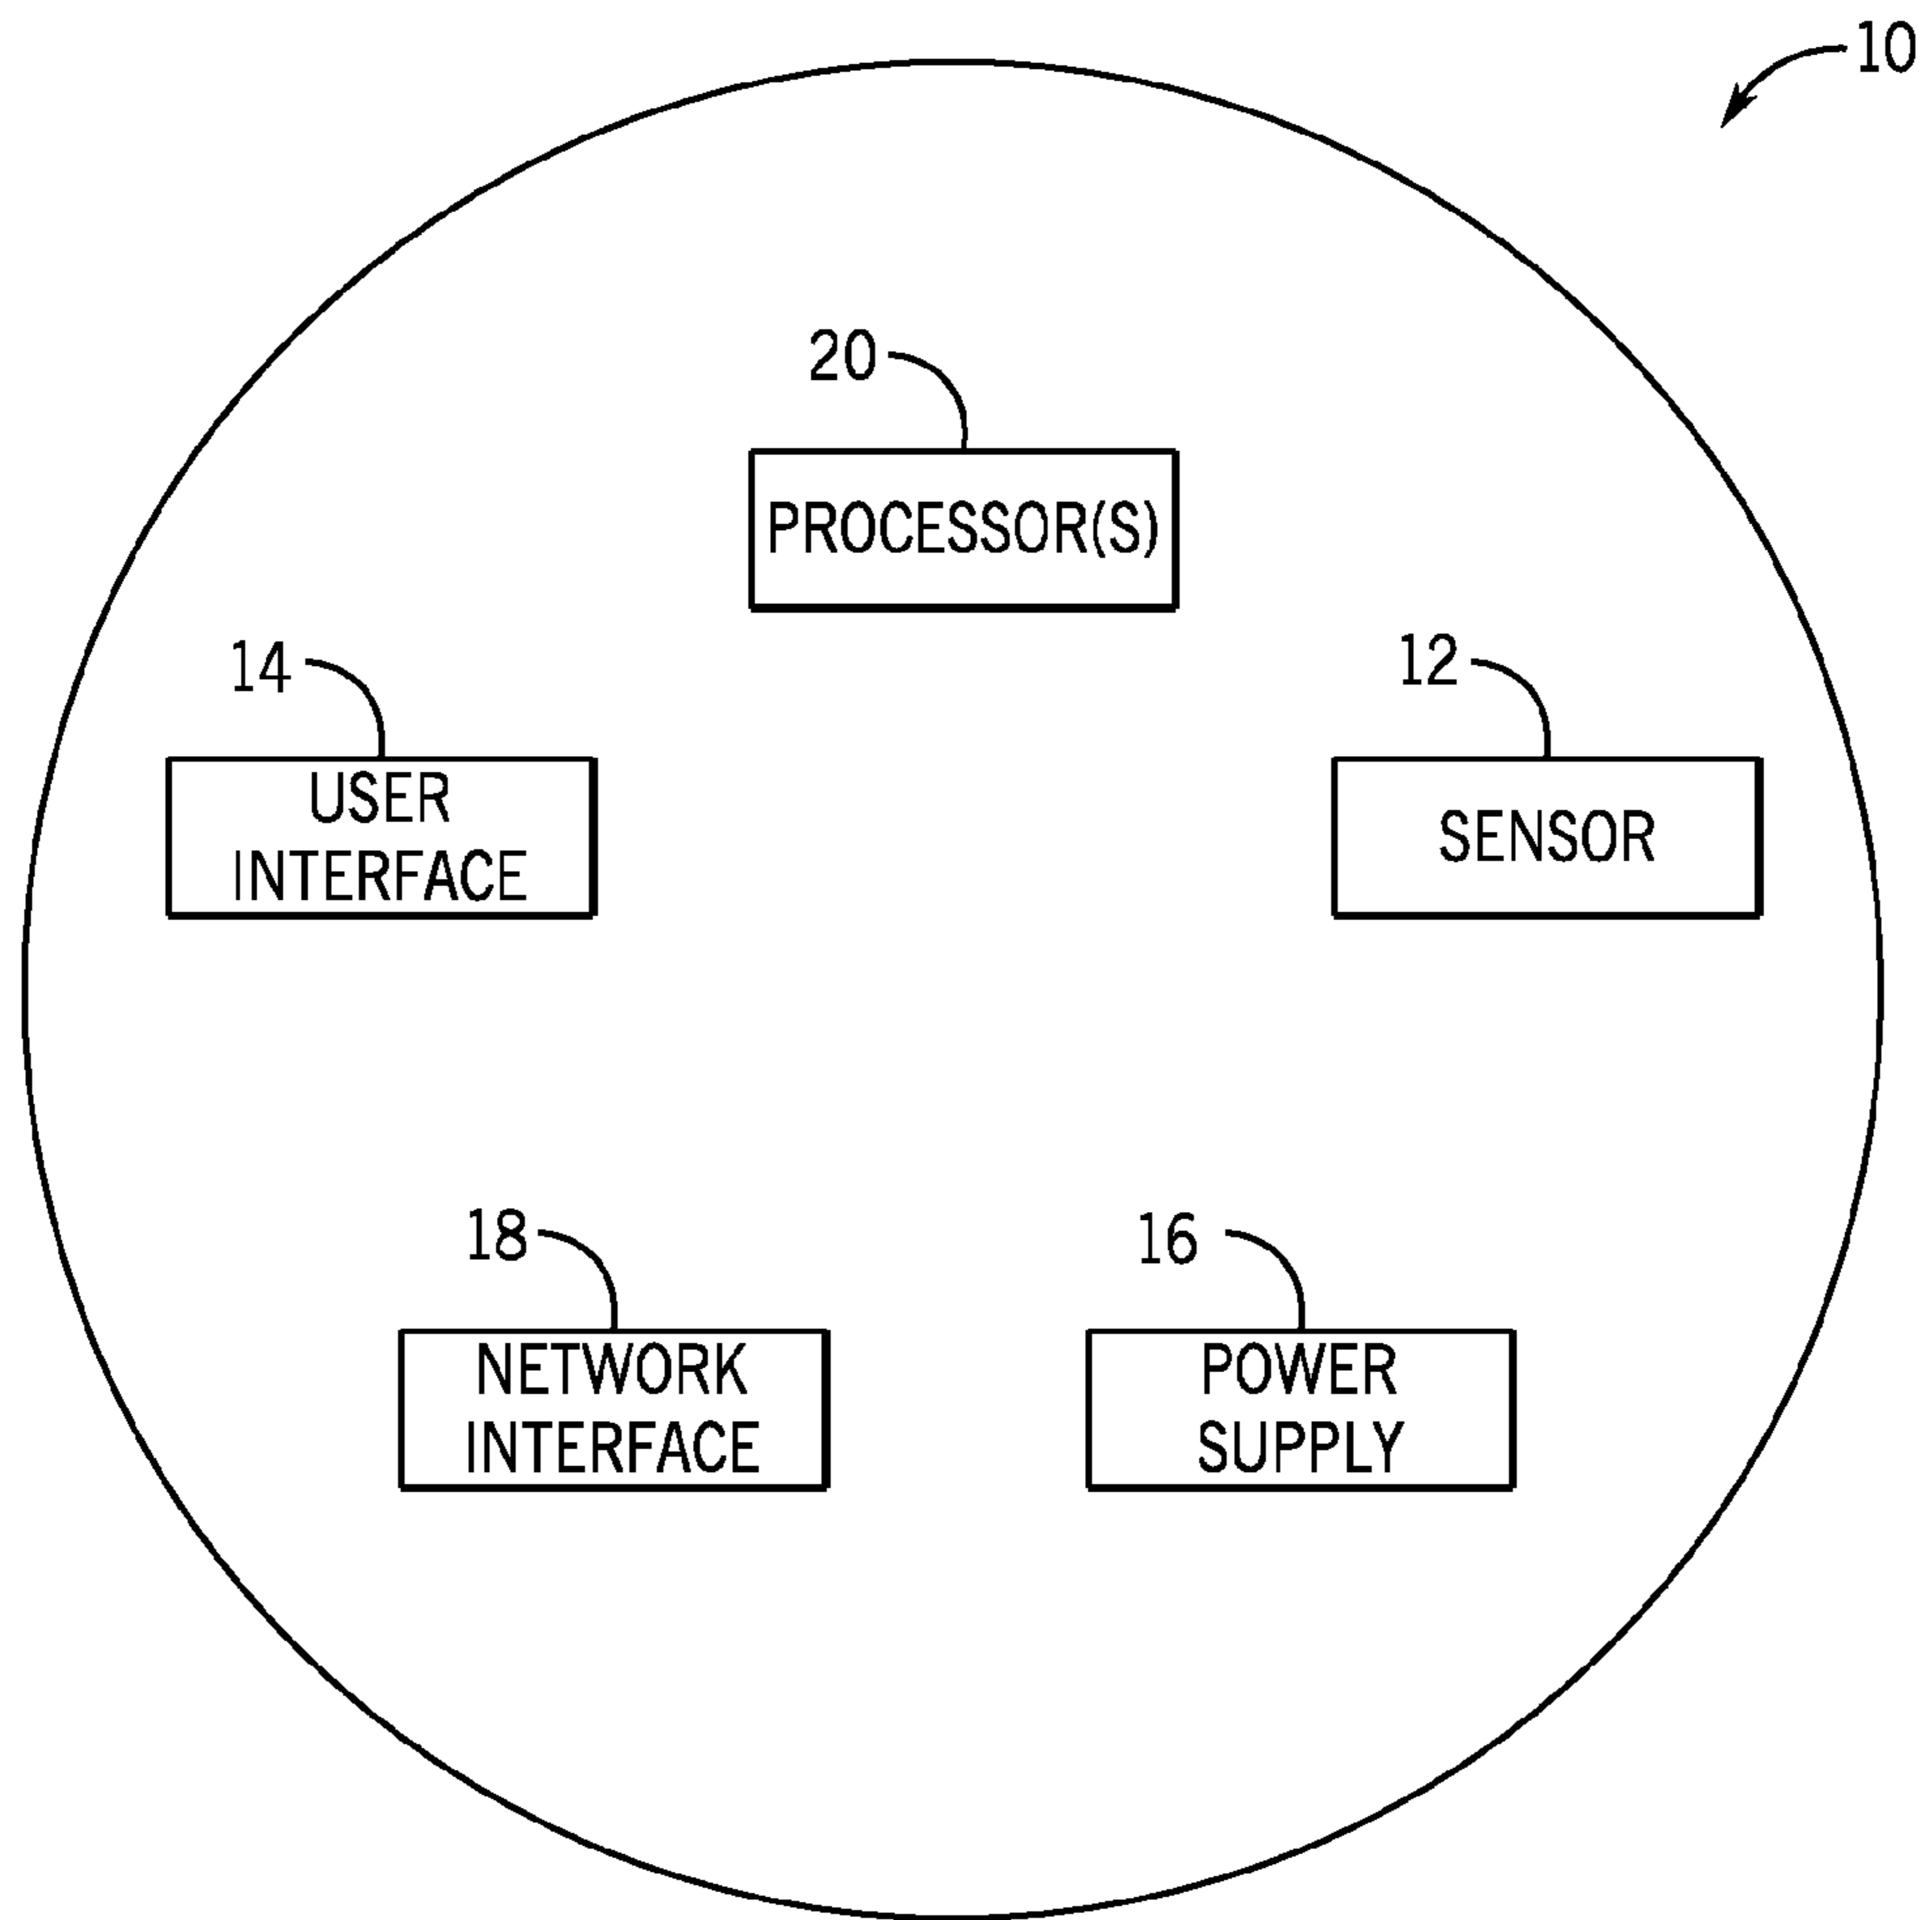 10
20
PROCESSOR(S)
14
USER
INTERFACE
12
SENSOR
18
NETWORK
INTERFACE
16
POWER
SUPPLY